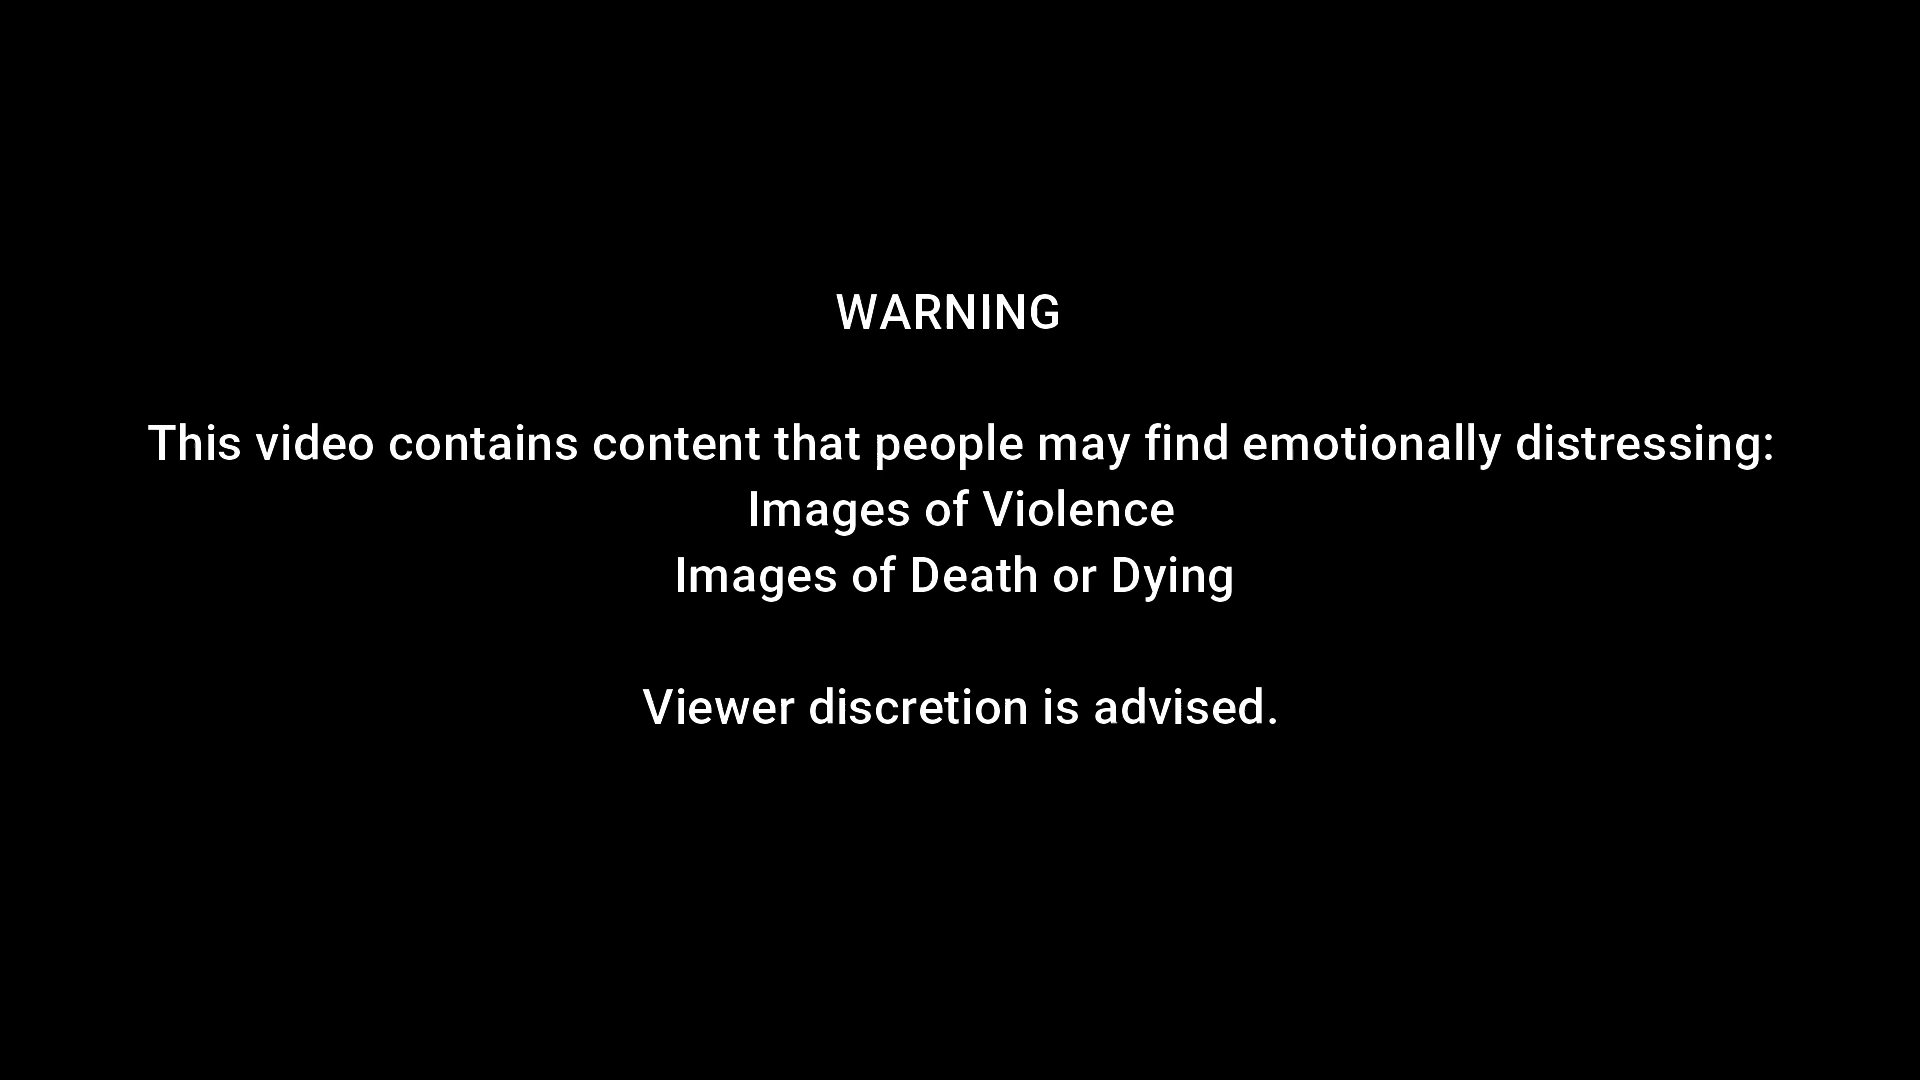 WARNING
This video contains content that people may find emotionally distressing:
Images of Violence
Images of Death or Dying
Viewer discretion is advised.